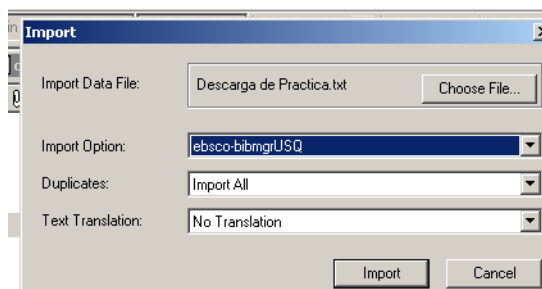 Import
Import Data File: Descarga de Practica.txt Choose File...
Import Option: ebsco-bibmgrUSQ
Duplicates: Import All
Text Translation: No Translation
Import Cancel